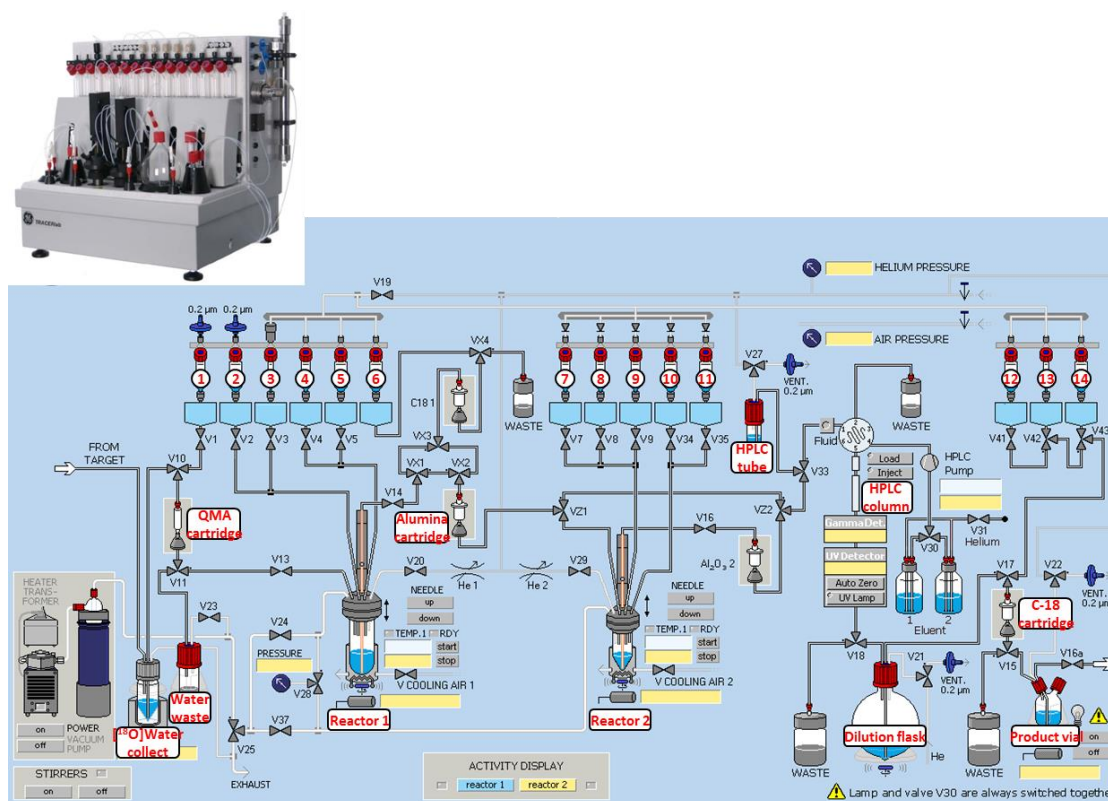 TRACERlab
HELIUM PRESSURE
AIR PRESSURE
V19
0.2 µm
0.2 µm
VX4
V27
VENT.
0.2 µm
1
2
3
4
5
6
7
8
9
10
11
12
13
14
C18 1
WASTE
HPLC tube
WASTE
Fluid
Load
Inject
HPLC Pump
HPLC column
FROM TARGET
V1
V2
V3
V4
V5
VX3
V7
V8
V9
V34
V35
V33
V41
V42
V43
V10
VX1
VX2
V14
QMA cartridge
Alumina cartridge
VZ1
VZ2
V16
Al₂O₃ 2
Gamma Det.
UV Detector
Auto Zero
UV Lamp
V31
Helium
V30
1
2
Eluent
V11
V13
V20
He 1
He 2
V29
V17
V22
VENT.
0.2 µm
C-18 cartridge
HEATER TRANS-FORMER
V23
V24
NEEDLE
up
down
TEMP.1
RDY
start
stop
NEEDLE
up
down
TEMP.1
RDY
start
stop
PRESSURE
V28
V COOLING AIR 1
V COOLING AIR 2
V18
V21
VENT.
0.2 µm
V15
V16a
Water waste
[¹⁸O]Water collect
Reactor 1
Reactor 2
Dilution flask
Product vial
on
off
POWER
VACUUM PUMP
V25
V37
EXHAUST
WASTE
He
WASTE
on
off
STIRRERS
on
off
ACTIVITY DISPLAY
reactor 1
reactor 2
Lamp and valve V30 are always switched together